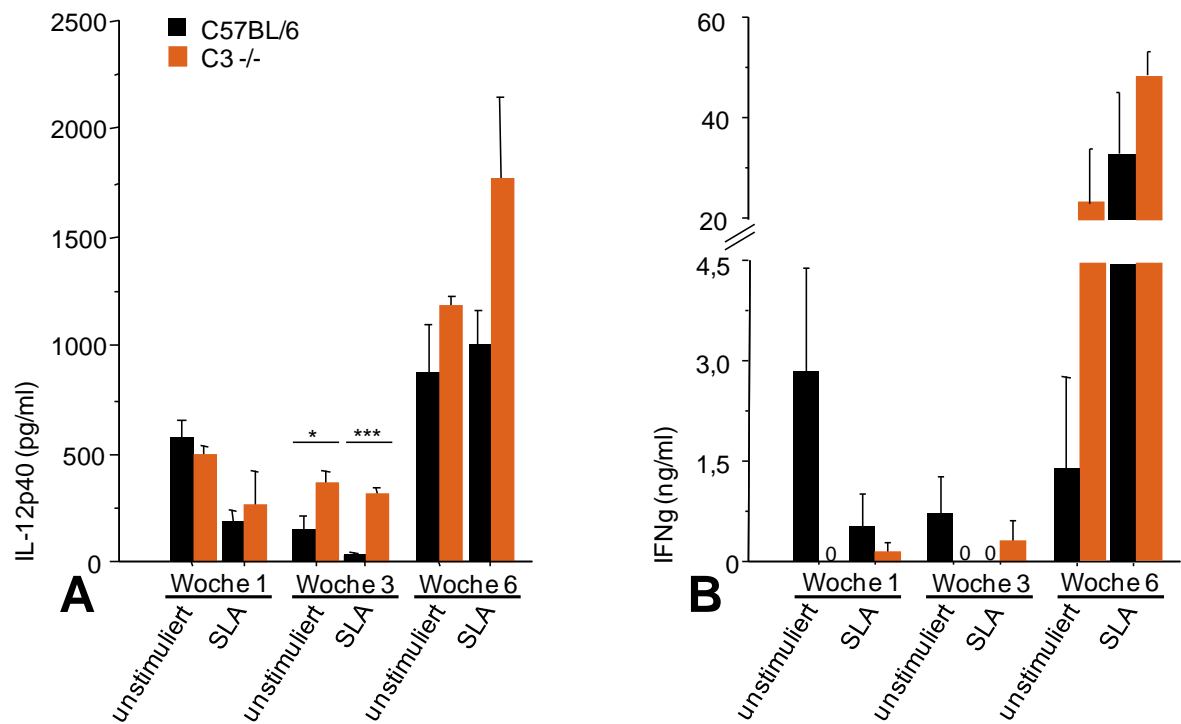 2500
2000
1500
1000
500
0
IL-12p40 (pg/ml)
C57BL/6
C3 -/-
*
***
Woche 1
Woche 3
Woche 6
unstimuliert
SLA
unstimuliert
SLA
unstimuliert
SLA
A
60
40
20
4,5
3,0
1,5
0
IFNg (ng/ml)
0
0 0
Woche 1
Woche 3
Woche 6
unstimuliert
SLA
unstimuliert
SLA
unstimuliert
SLA
B